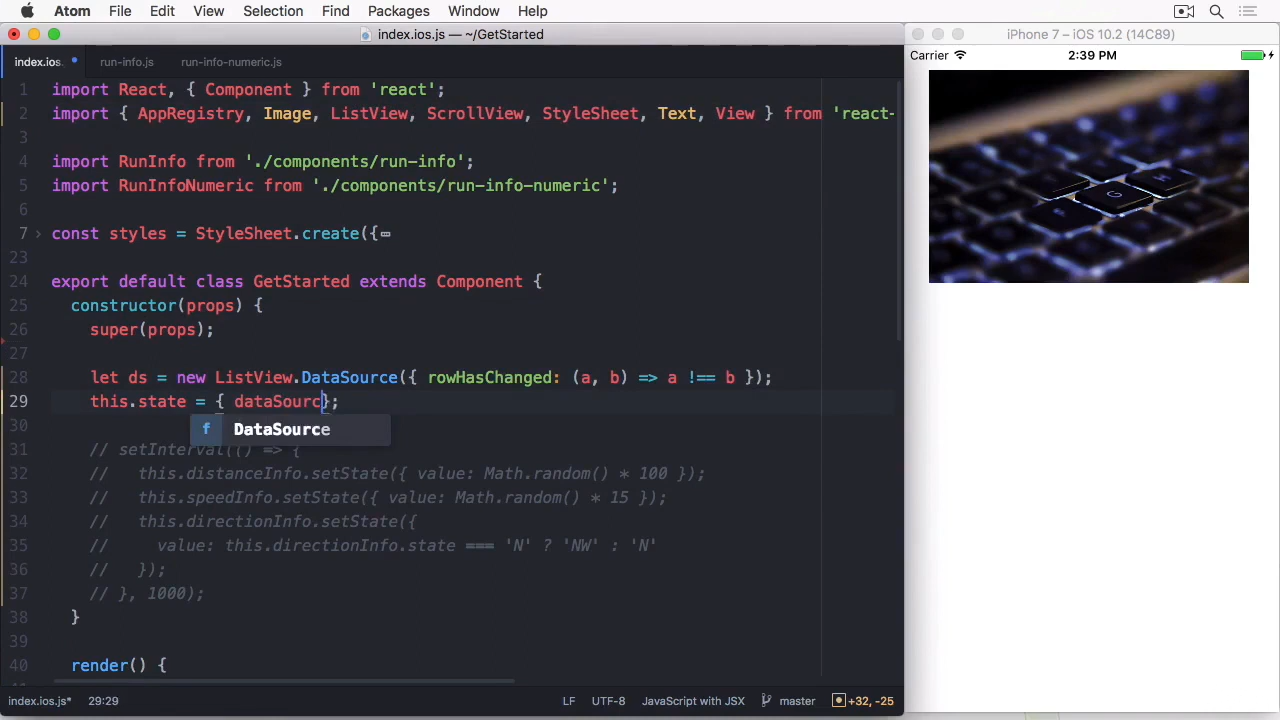 Atom File Edit View Selection Find Packages Window Help
index.ios.js — ~/GetStarted
index.ios. run-info.js run-info-numeric.js
1 import React, { Component } from 'react';
2 import { AppRegistry, Image, ListView, ScrollView, StyleSheet, Text, View } from 'react-
3
4 import RunInfo from './components/run-info';
5 import RunInfoNumeric from './components/run-info-numeric';
6
7 const styles = StyleSheet.create({
23
24 export default class GetStarted extends Component {
25 constructor(props) {
26 super(props);
27
28 let ds = new ListView.DataSource({ rowHasChanged: (a, b) => a !== b });
29 this.state = { dataSourc};
30
f DataSource
31 // setInterval(() => {
32 // this.distanceInfo.setState({ value: Math.random() * 100 });
33 // this.speedInfo.setState({ value: Math.random() * 15 });
34 // this.directionInfo.setState({
35 // value: this.directionInfo.state === 'N' ? 'NW' : 'N'
36 // });
37 // }, 1000);
38 }
39
40 render() {
index.ios.js* 29:29 LF UTF-8 JavaScript with JSX master +32, -25
iPhone 7 – iOS 10.2 (14C89)
Carrier 2:39 PM
G
H